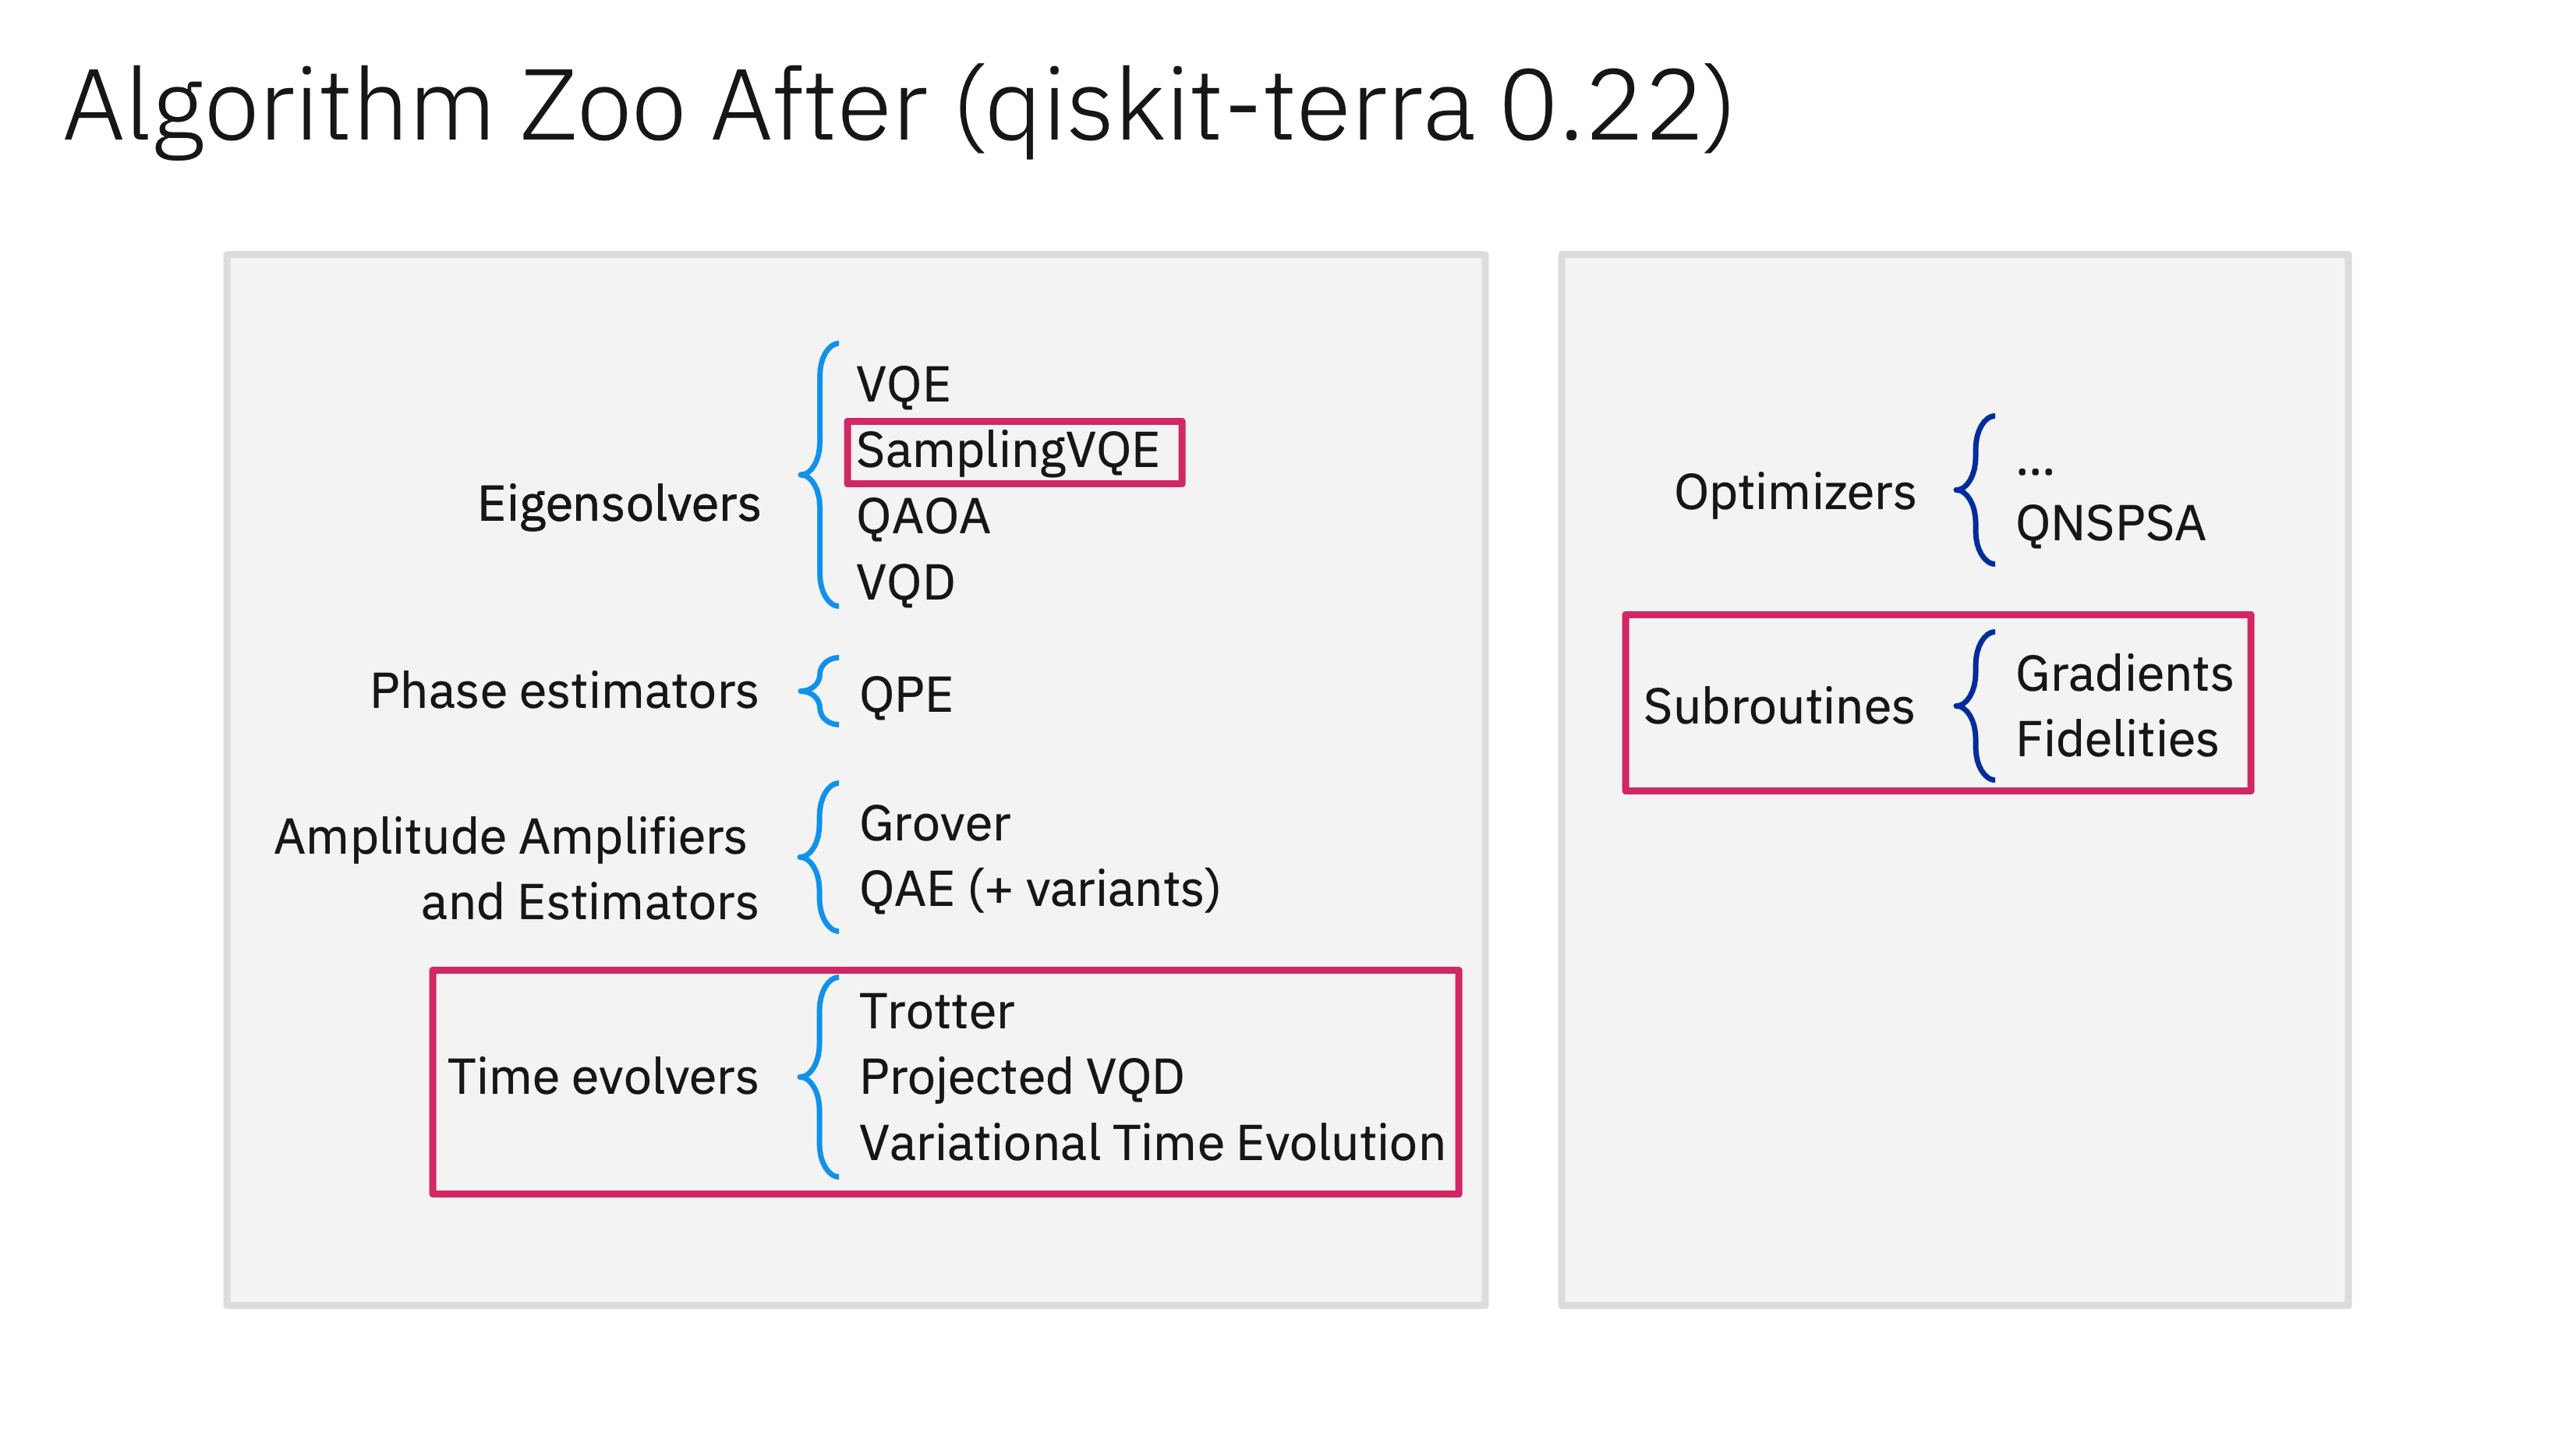 Algorithm Zoo After (qiskit-terra 0.22)
Eigensolvers
VQE
SamplingVQE
QAOA
VQD
Phase estimators
QPE
Amplitude Amplifiers
and Estimators
Grover
QAE (+ variants)
Time evolvers
Trotter
Projected VQD
Variational Time Evolution
Optimizers
...
QNSPSA
Subroutines
Gradients
Fidelities